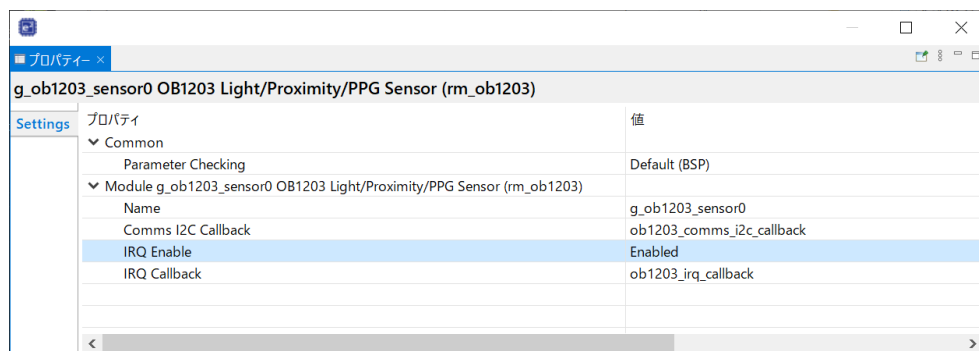 プロパティー ×
g_ob1203_sensor0 OB1203 Light/Proximity/PPG Sensor (rm_ob1203)
Settings
プロパティ 値
Common
Parameter Checking Default (BSP)
Module g_ob1203_sensor0 OB1203 Light/Proximity/PPG Sensor (rm_ob1203)
Name g_ob1203_sensor0
Comms I2C Callback ob1203_comms_i2c_callback
IRQ Enable Enabled
IRQ Callback ob1203_irq_callback